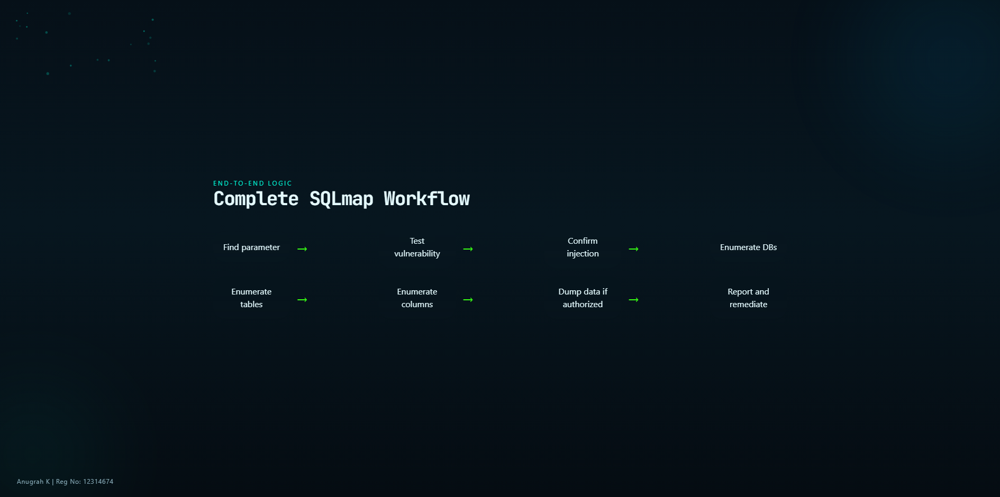 END-TO-END LOGIC
Complete SQLmap Workflow
Find parameter →
Test
vulnerability →
Confirm
injection →
Enumerate DBs
Enumerate
tables →
Enumerate
columns →
Dump data if
authorized →
Report and
remediate
Anugrah K | Reg No: 12314674